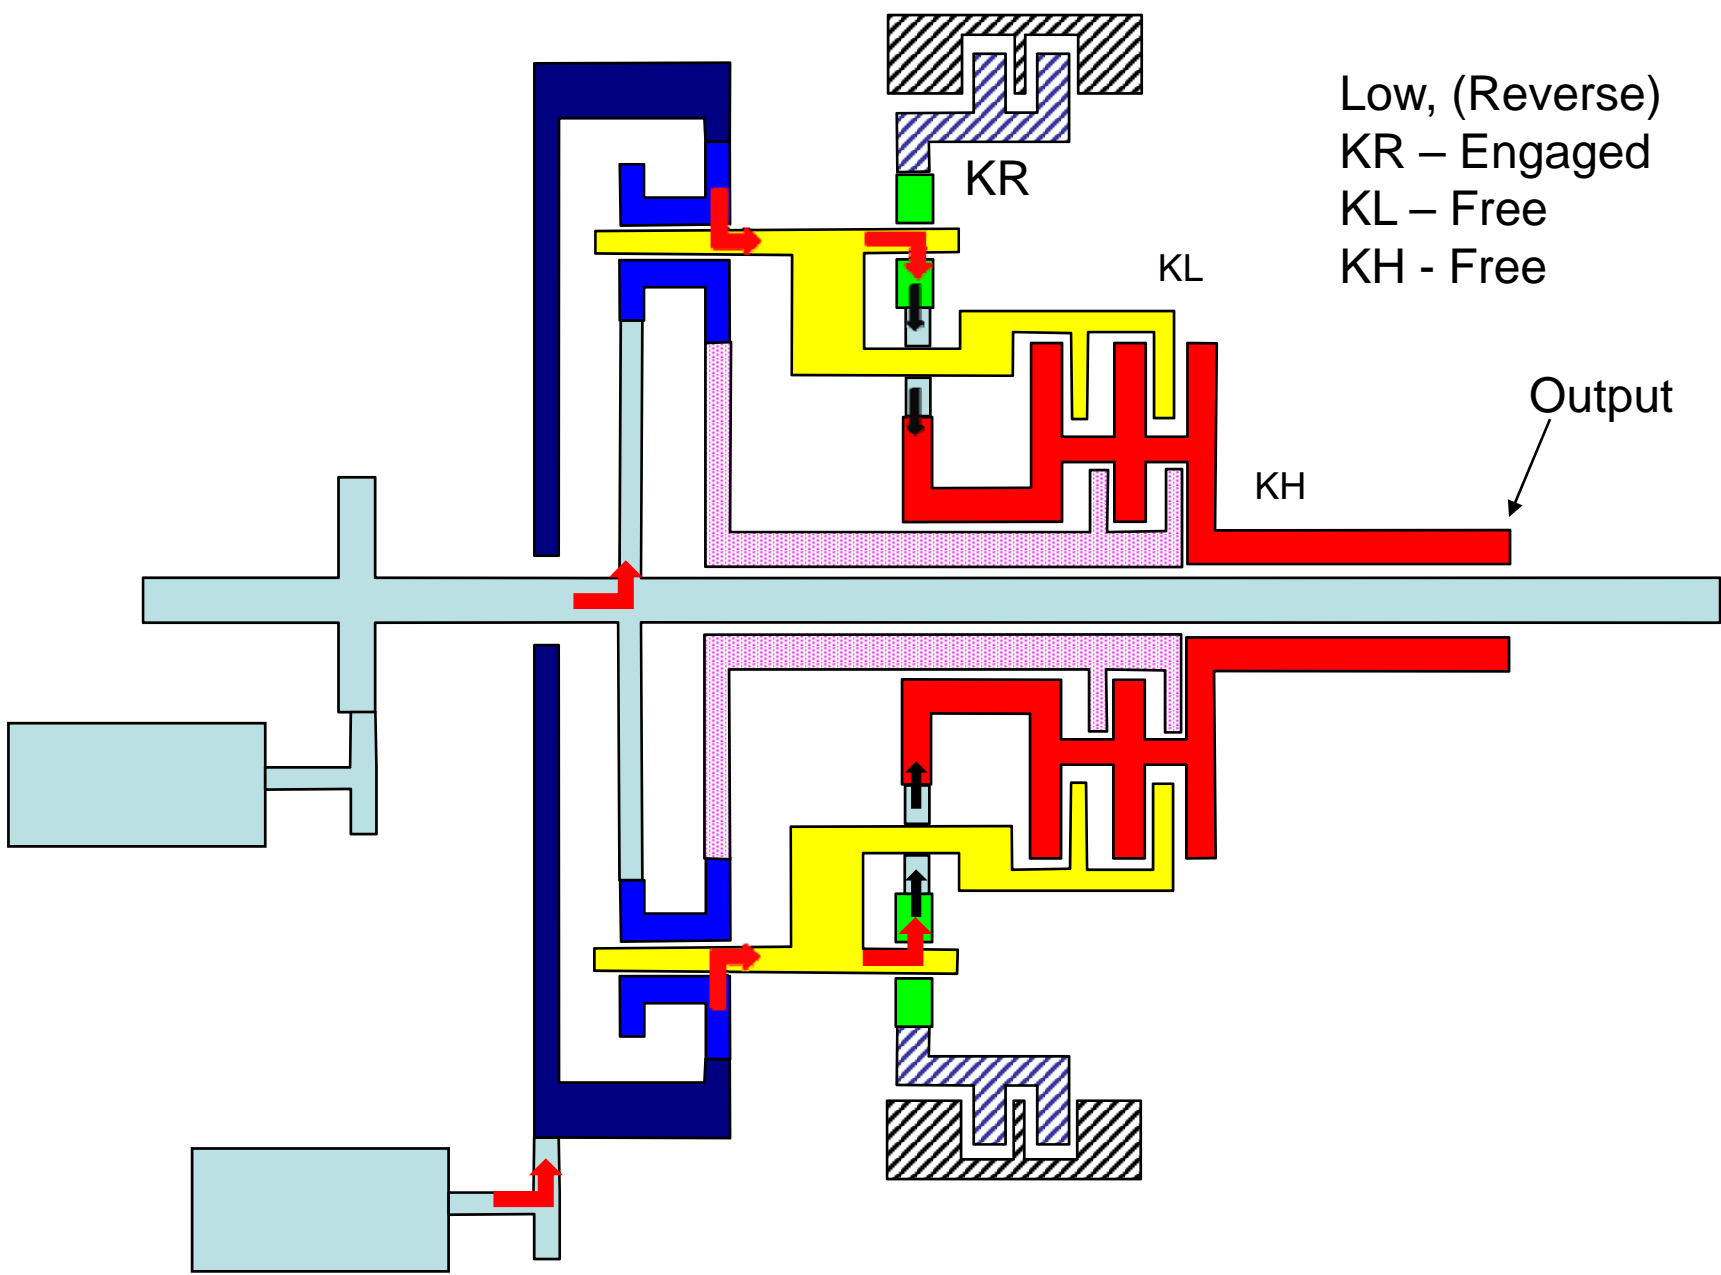 Low, (Reverse)
KR – Engaged
KL – Free
KH - Free
KR
KL
Output
KH